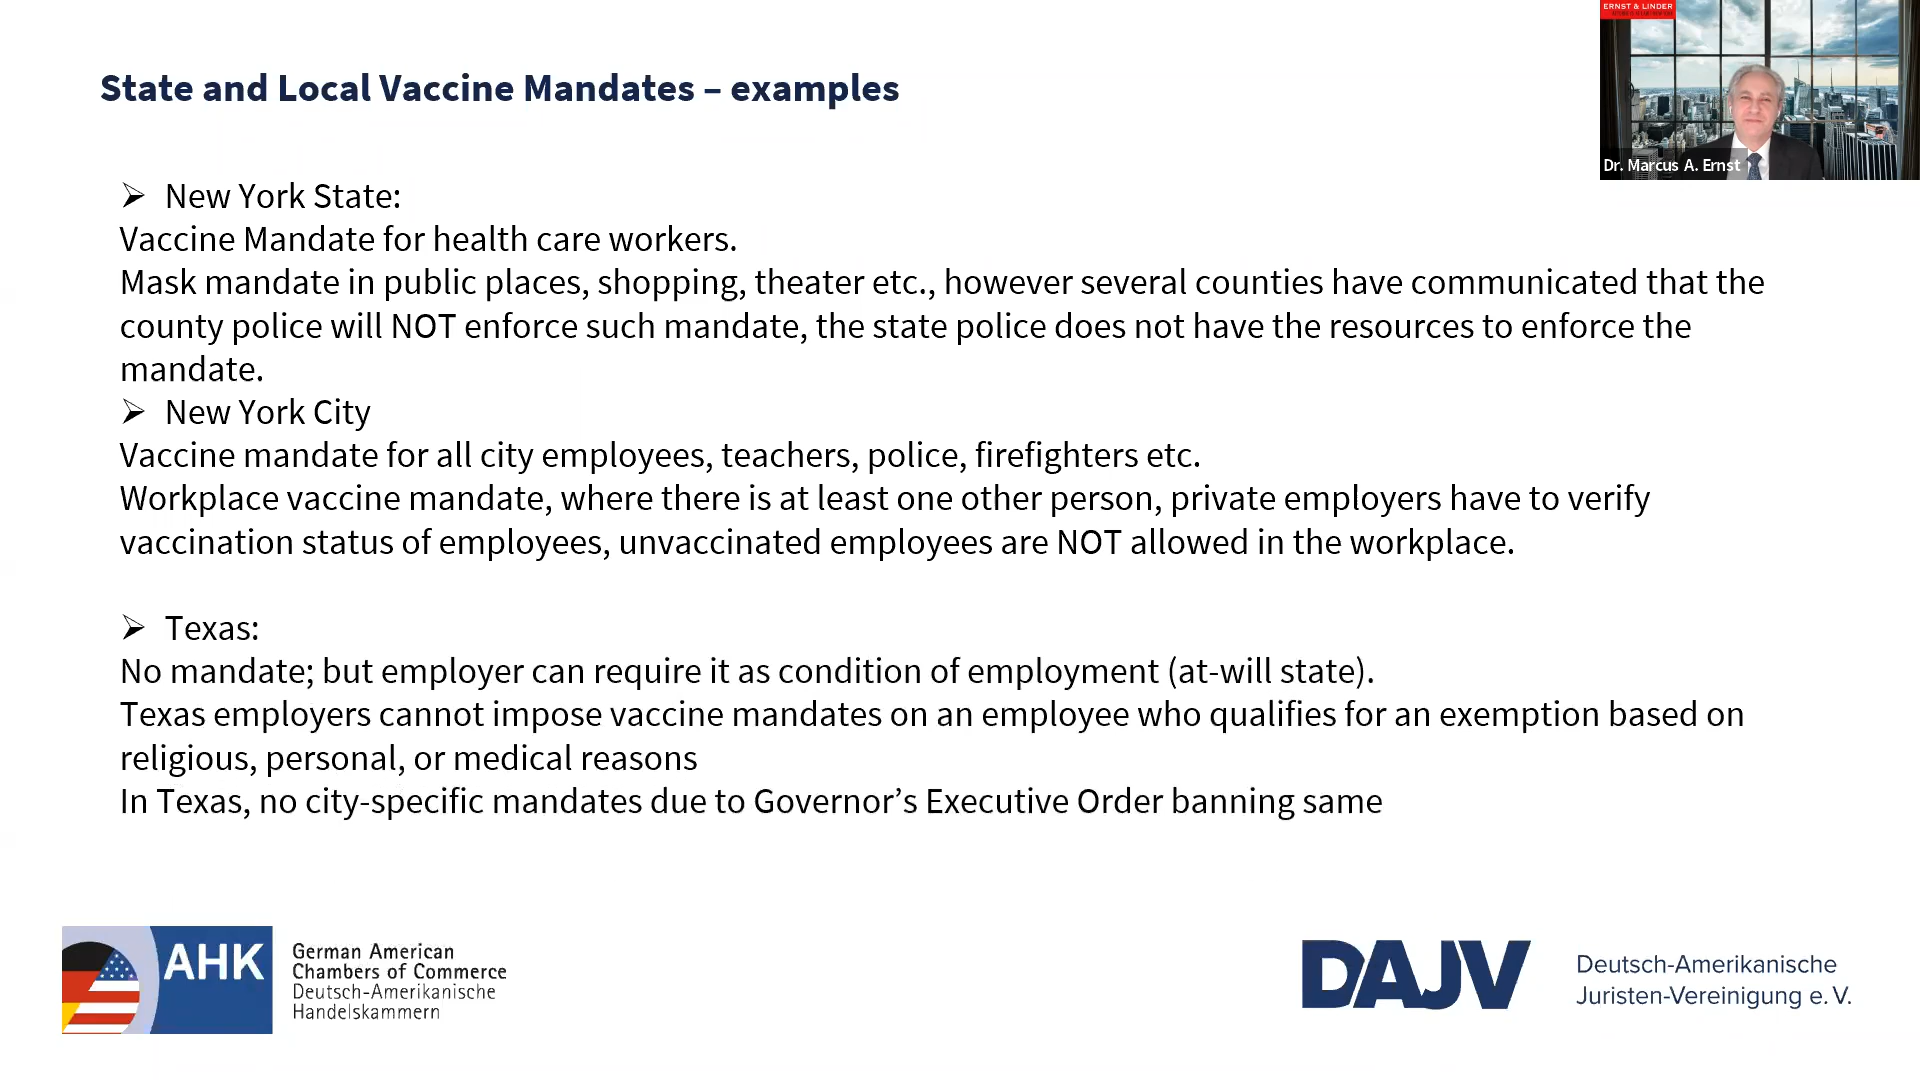 State and Local Vaccine Mandates – examples
ERNST & LINDER
Dr. Marcus A. Ernst
➢ New York State:
Vaccine Mandate for health care workers.
Mask mandate in public places, shopping, theater etc., however several counties have communicated that the
county police will NOT enforce such mandate, the state police does not have the resources to enforce the
mandate.
➢ New York City
Vaccine mandate for all city employees, teachers, police, firefighters etc.
Workplace vaccine mandate, where there is at least one other person, private employers have to verify
vaccination status of employees, unvaccinated employees are NOT allowed in the workplace.
➢ Texas:
No mandate; but employer can require it as condition of employment (at-will state).
Texas employers cannot impose vaccine mandates on an employee who qualifies for an exemption based on
religious, personal, or medical reasons
In Texas, no city-specific mandates due to Governor’s Executive Order banning same
AHK
German American
Chambers of Commerce
Deutsch-Amerikanische
Handelskammern
DAJV
Deutsch-Amerikanische
Juristen-Vereinigung e. V.